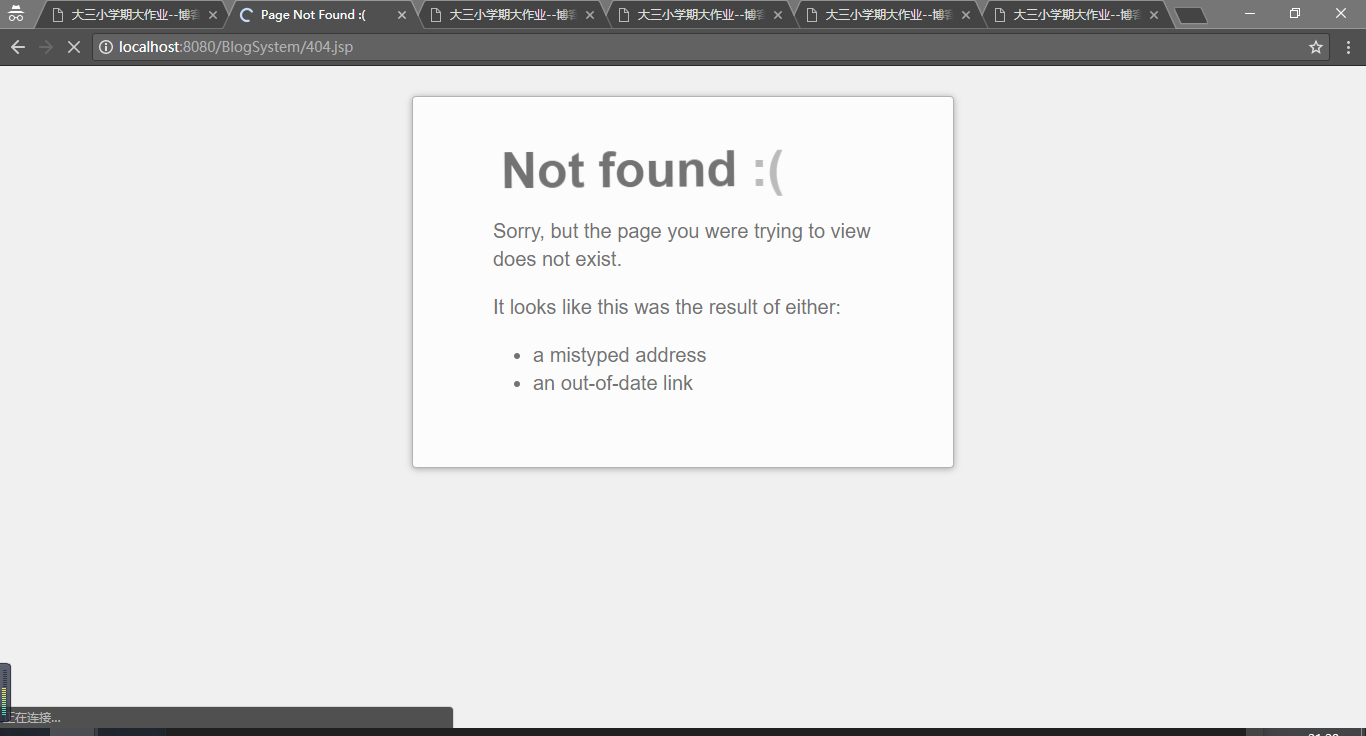 大三小学期大作业--博客
Page Not Found :(
大三小学期大作业--博客
大三小学期大作业--博客
大三小学期大作业--博客
大三小学期大作业--博客
localhost:8080/BlogSystem/404.jsp
Not found :(
Sorry, but the page you were trying to view
does not exist.
It looks like this was the result of either:
• a mistyped address
• an out-of-date link
正在连接...